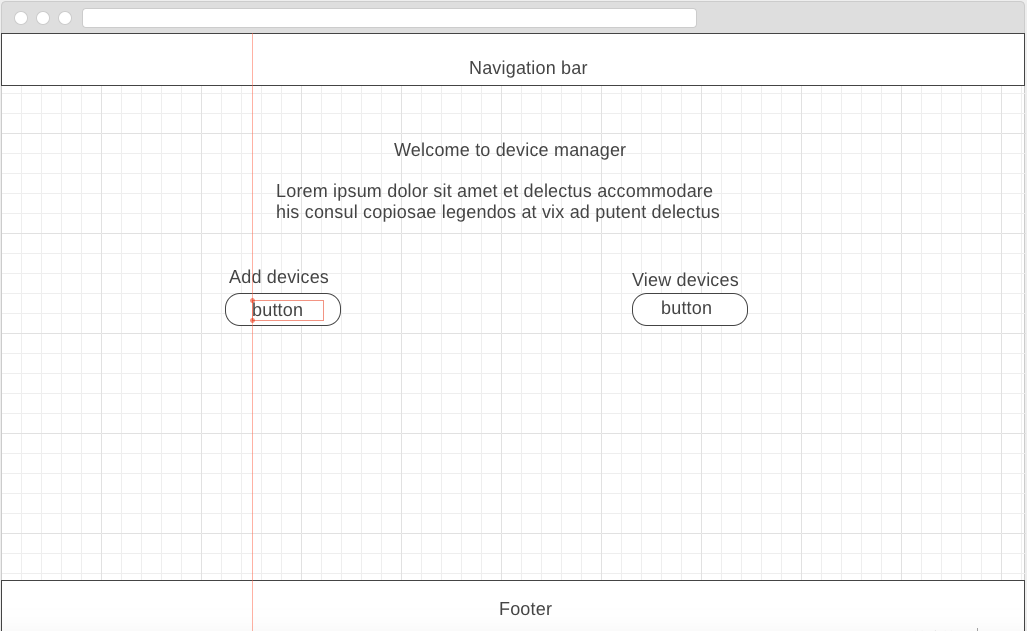 Navigation bar
Welcome to device manager
Lorem ipsum dolor sit amet et delectus accommodare
his consul copiosae legendos at vix ad putent delectus
Add devices
button
View devices
button
Footer